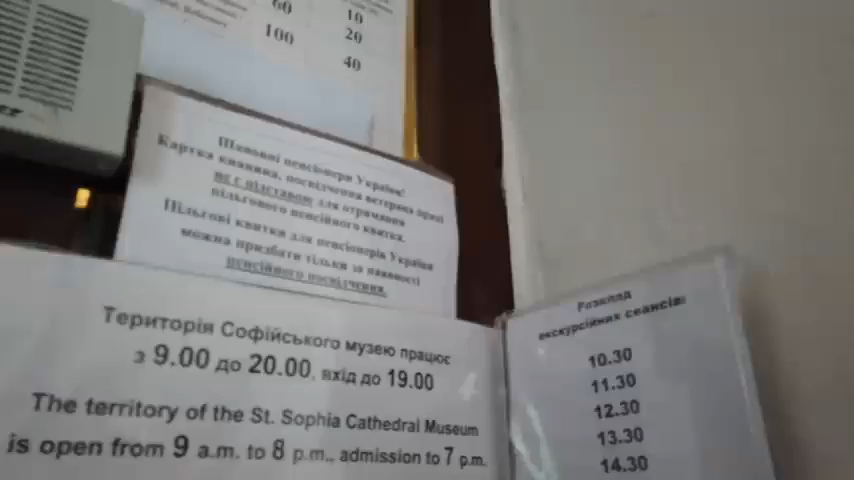 60
100
10
20
40
Шановні пенсіонери України!
Картка киянина, посвідчення ветерана праці
не є підставою для отримання
пільгового пенсійного квитка.
Пільгові квитки для пенсіонерів України
можна придбати тільки за наявності
пенсійного посвідчення.
Територія Софійського музею працює
з 9.00 до 20.00, вхід до 19.00
The territory of the St. Sophia Cathedral Museum
is open from 9 a.m. to 8 p.m., admission to 7 p.m.
Розклад
екскурсійних сеансів:
10.30
11.30
12.30
13.30
14.30